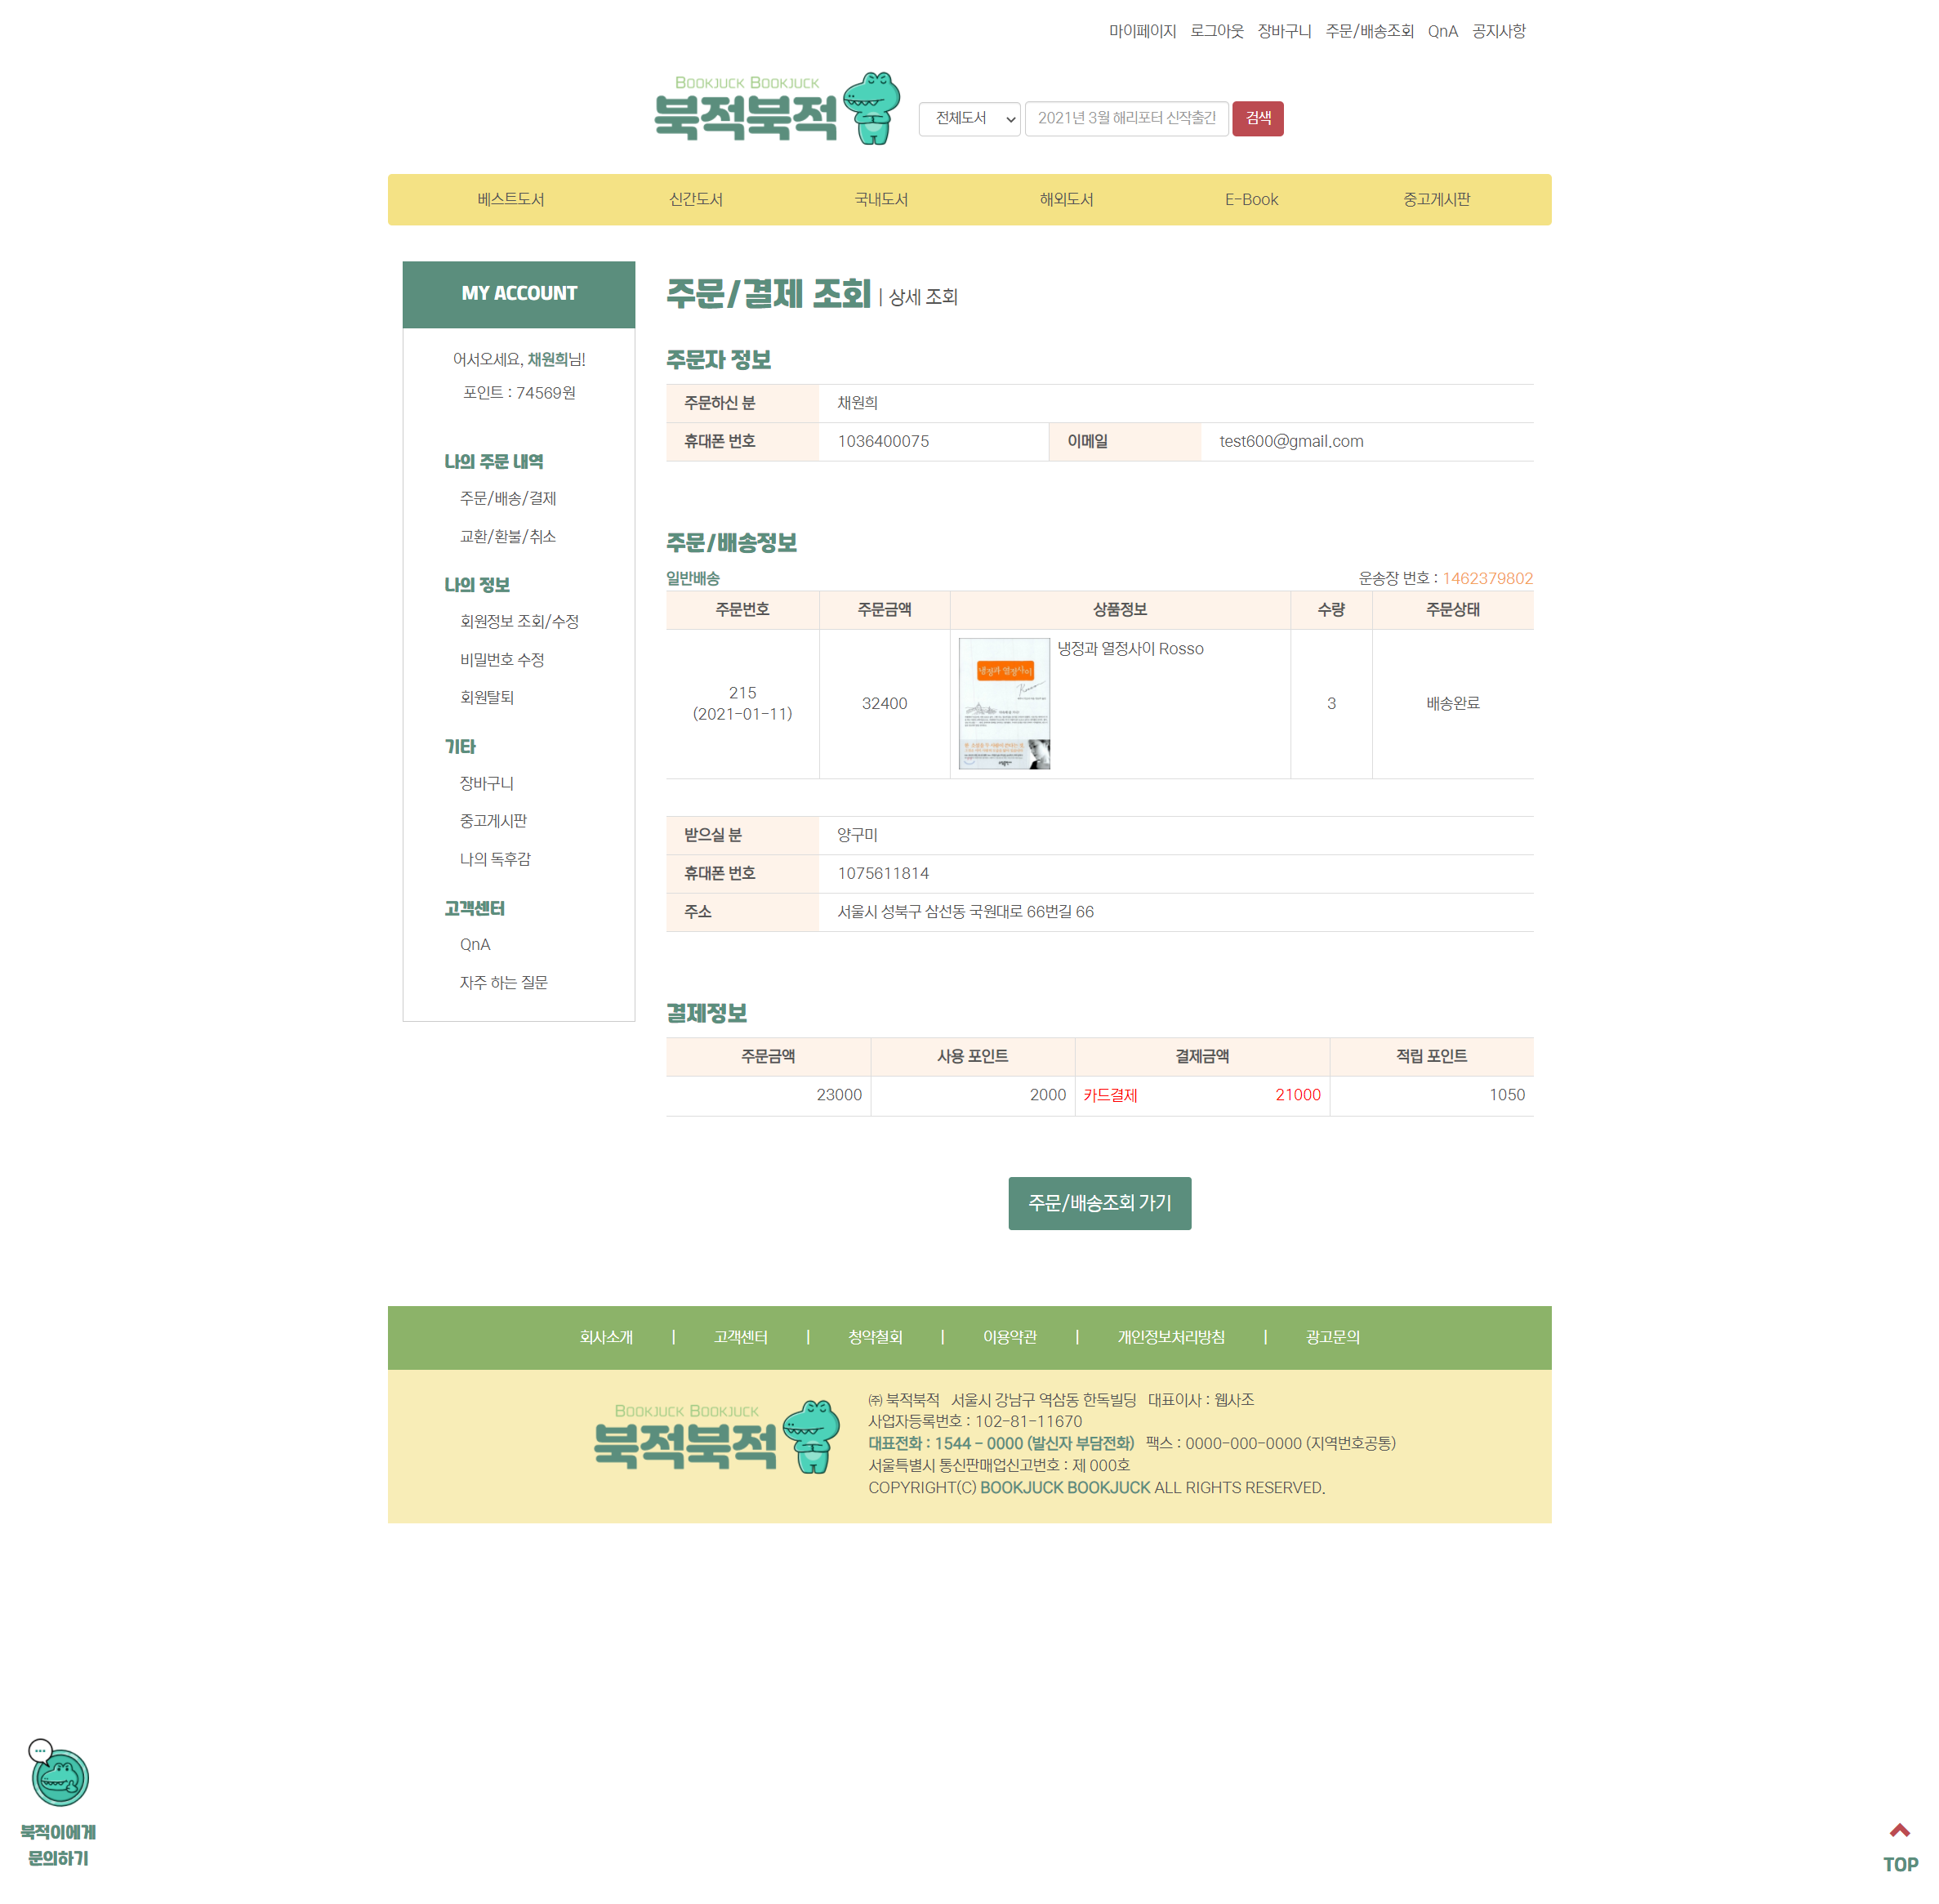 마이페이지 로그아웃 장바구니 주문/배송조회 QnA 공지사항
BOOKJUCK BOOKJUCK
북적북적
전체도서 2021년 3월 해리포터 신작출간 검색
베스트도서 신간도서 국내도서 해외도서 E-Book 중고게시판
MY ACCOUNT
어서오세요, 채원희님!
포인트 : 74569원
나의 주문 내역
주문/배송/결제
교환/환불/취소
나의 정보
회원정보 조회/수정
비밀번호 수정
회원탈퇴
기타
장바구니
중고게시판
나의 독후감
고객센터
QnA
자주 하는 질문
주문/결제 조회 | 상세 조회
주문자 정보
주문하신 분 채원희
휴대폰 번호 1036400075 이메일 test600@gmail.com
주문/배송정보
일반배송 운송장 번호 : 1462379802
주문번호 주문금액 상품정보 수량 주문상태
냉정과 열정사이 Rosso
냉정과 열정사이
Rosso
215
(2021-01-11)
32400 3 배송완료
받으실 분 양구미
휴대폰 번호 1075611814
주소 서울시 성북구 삼선동 국원대로 66번길 66
결제정보
주문금액 사용 포인트 결제금액 적립 포인트
23000 2000 카드결제 21000 1050
주문/배송조회 가기
회사소개 | 고객센터 | 청약철회 | 이용약관 | 개인정보처리방침 | 광고문의
BOOKJUCK BOOKJUCK
북적북적
㈜ 북적북적 서울시 강남구 역삼동 한독빌딩 대표이사 : 웹사조
사업자등록번호 : 102-81-11670
대표전화 : 1544 - 0000 (발신자 부담전화) 팩스 : 0000-000-0000 (지역번호공통)
서울특별시 통신판매업신고번호 : 제 000호
COPYRIGHT(C) BOOKJUCK BOOKJUCK ALL RIGHTS RESERVED.
북적이에게
문의하기
TOP